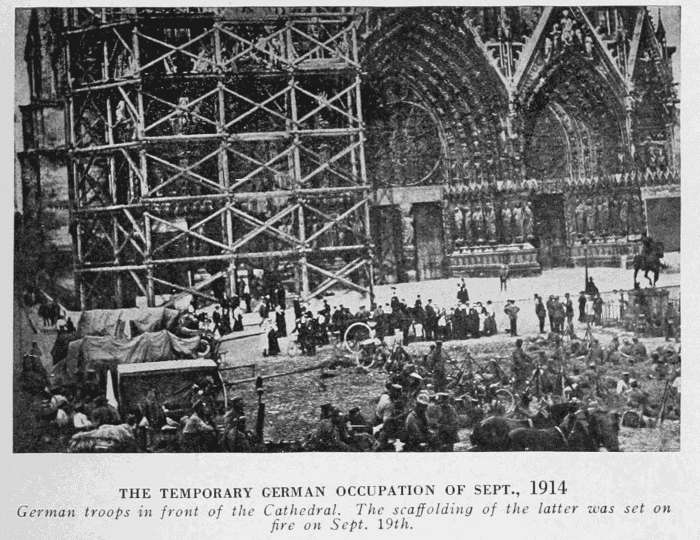 THE TEMPORARY GERMAN OCCUPATION OF SEPT., 1914
German troops in front of the Cathedral. The scaffolding of the latter was set on
fire on Sept. 19th.